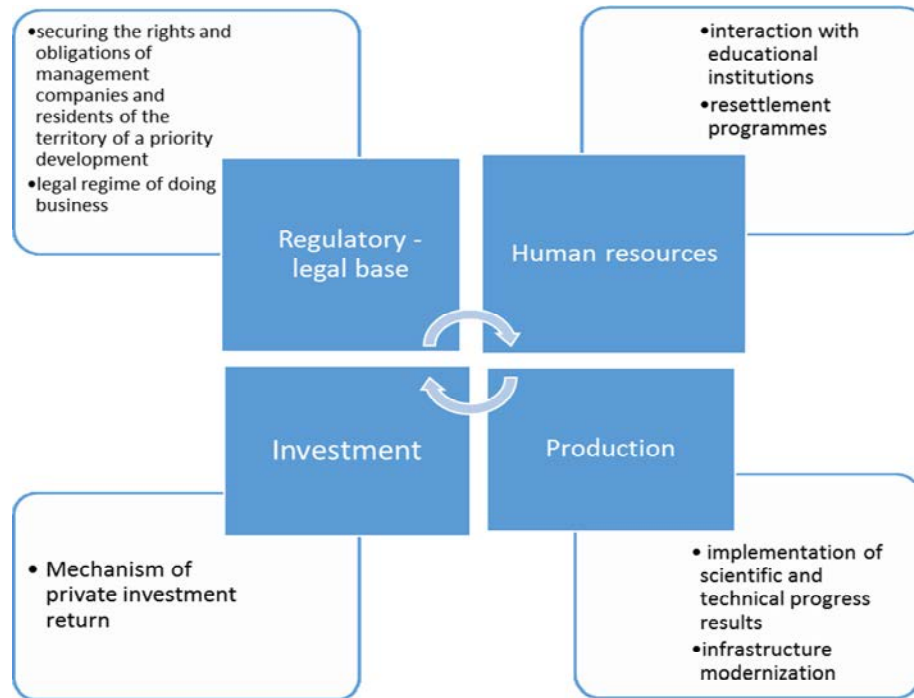 •securing the rights and
obligations of
management
companies and
residents of the
territory of a priority
development
•legal regime of doing
business
•interaction with
educational
institutions
•resettlement
programmes
Regulatory -
legal base
Human resources
Investment
Production
• Mechanism of
private investment
return
• implementation of
scientific and
technical progress
results
•infrastructure
modernization